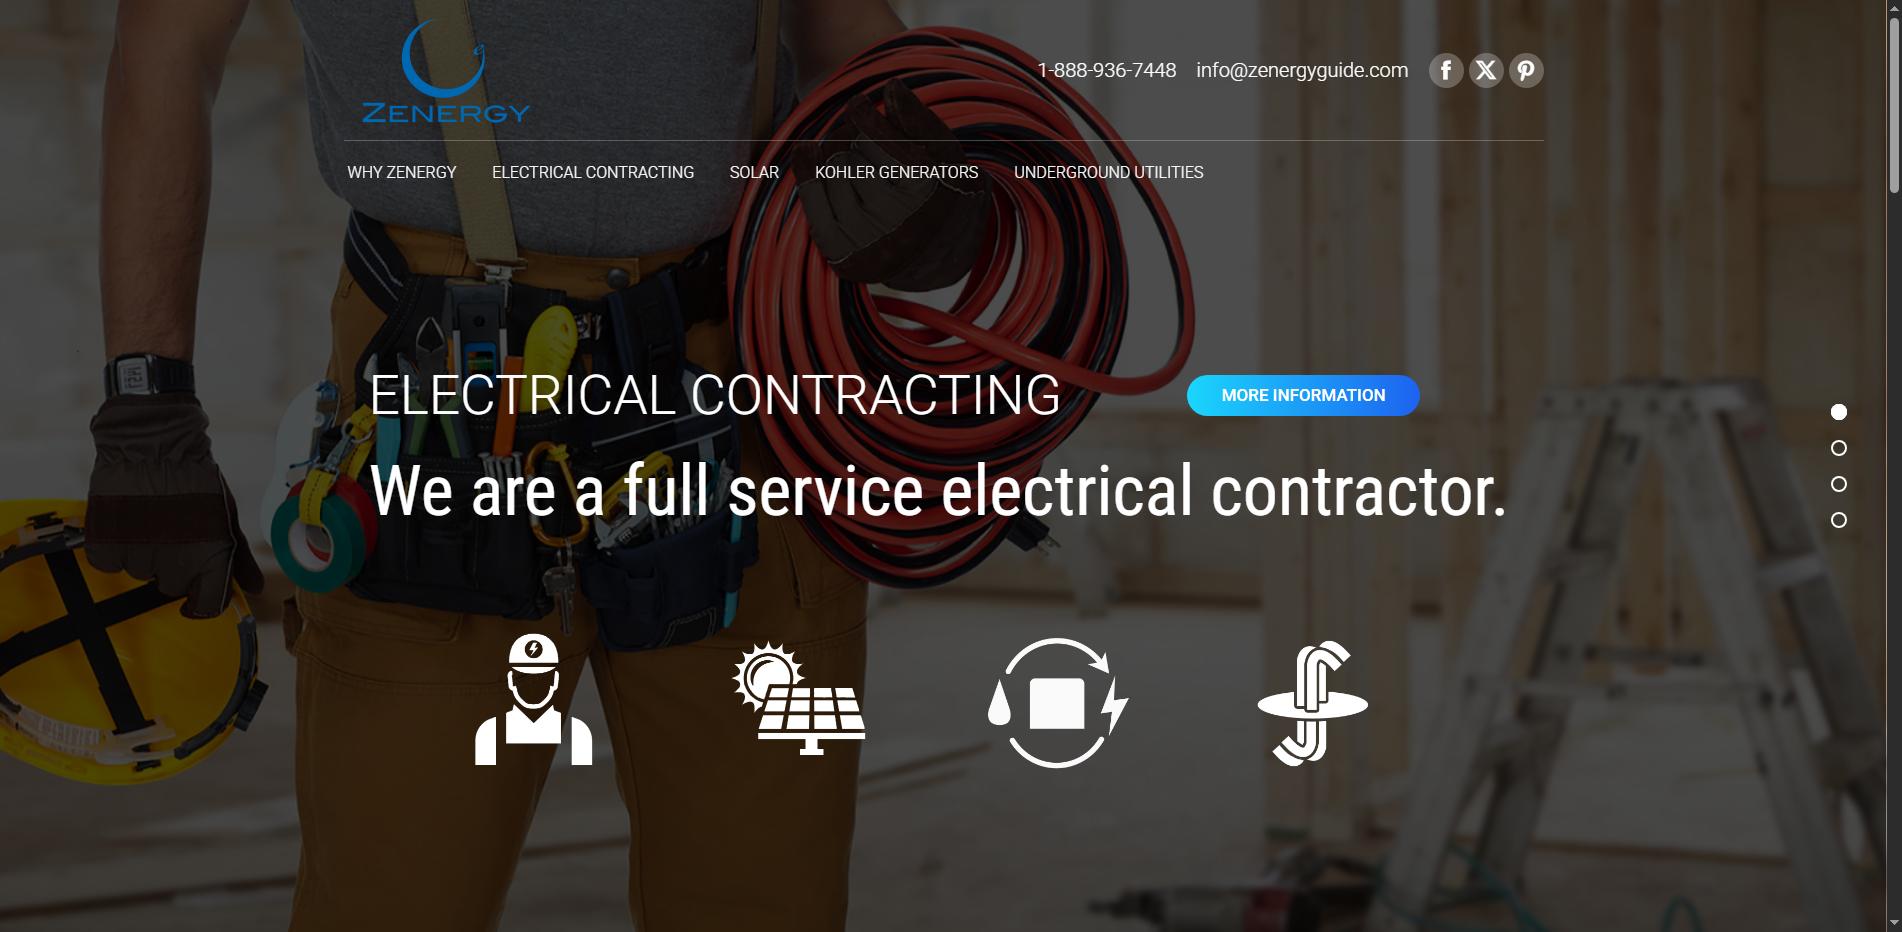 ZENERGY
1-888-936-7448 info@zenergyguide.com
WHY ZENERGY ELECTRICAL CONTRACTING SOLAR KOHLER GENERATORS UNDERGROUND UTILITIES
ELECTRICAL CONTRACTING
MORE INFORMATION
We are a full service electrical contractor.